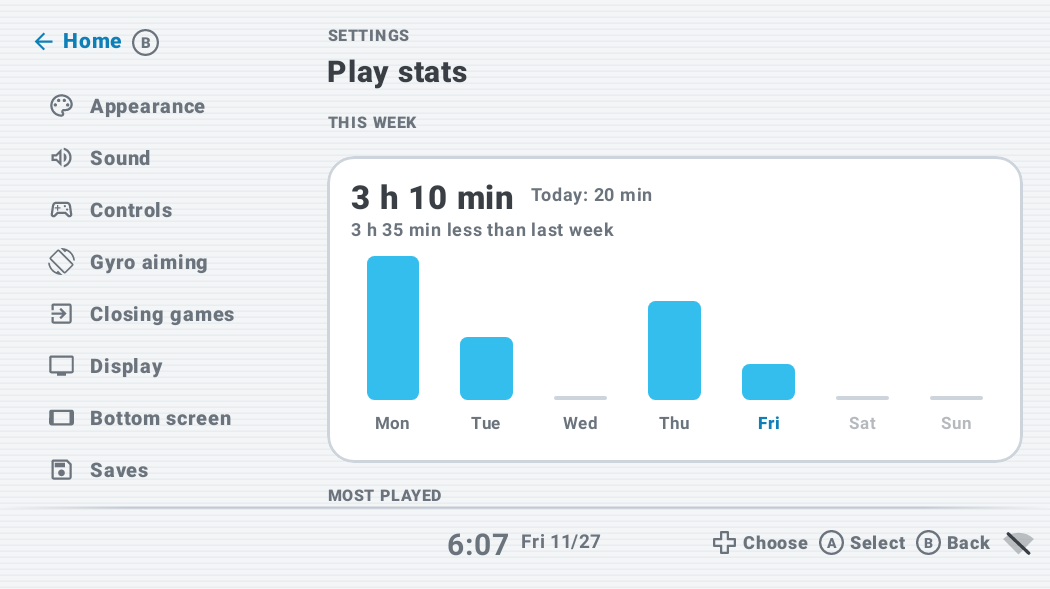 Home B
Appearance
Sound
Controls
Gyro aiming
Closing games
Display
Bottom screen
Saves
SETTINGS
Play stats
THIS WEEK
3 h 10 min Today: 20 min
3 h 35 min less than last week
Mon Tue Wed Thu Fri Sat Sun
MOST PLAYED
6:07 Fri 11/27
Choose A Select B Back